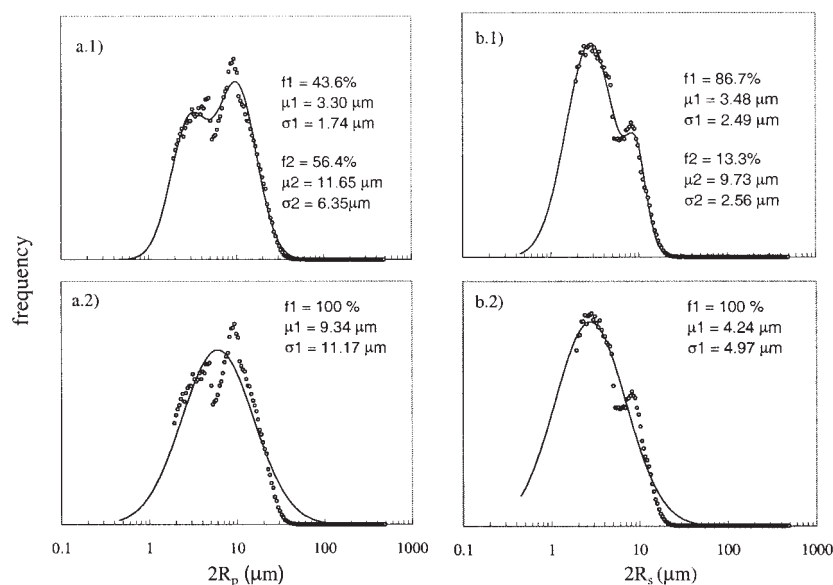 a.1)
f1 = 43.6%
μ1 = 3.30 μm
σ1 = 1.74 μm
f2 = 56.4%
μ2 = 11.65 μm
σ2 = 6.35μm
b.1)
f1 = 86.7%
μ1 = 3.48 μm
σ1 = 2.49 μm
f2 = 13.3%
μ2 = 9.73 μm
σ2 = 2.56 μm
frequency
a.2)
f1 = 100 %
μ1 = 9.34 μm
σ1 = 11.17 μm
b.2)
f1 = 100 %
μ1 = 4.24 μm
σ1 = 4.97 μm
0.1 1 10 100 1000
0.1 1 10 100 1000
2Rp (μm)
2Rs (μm)